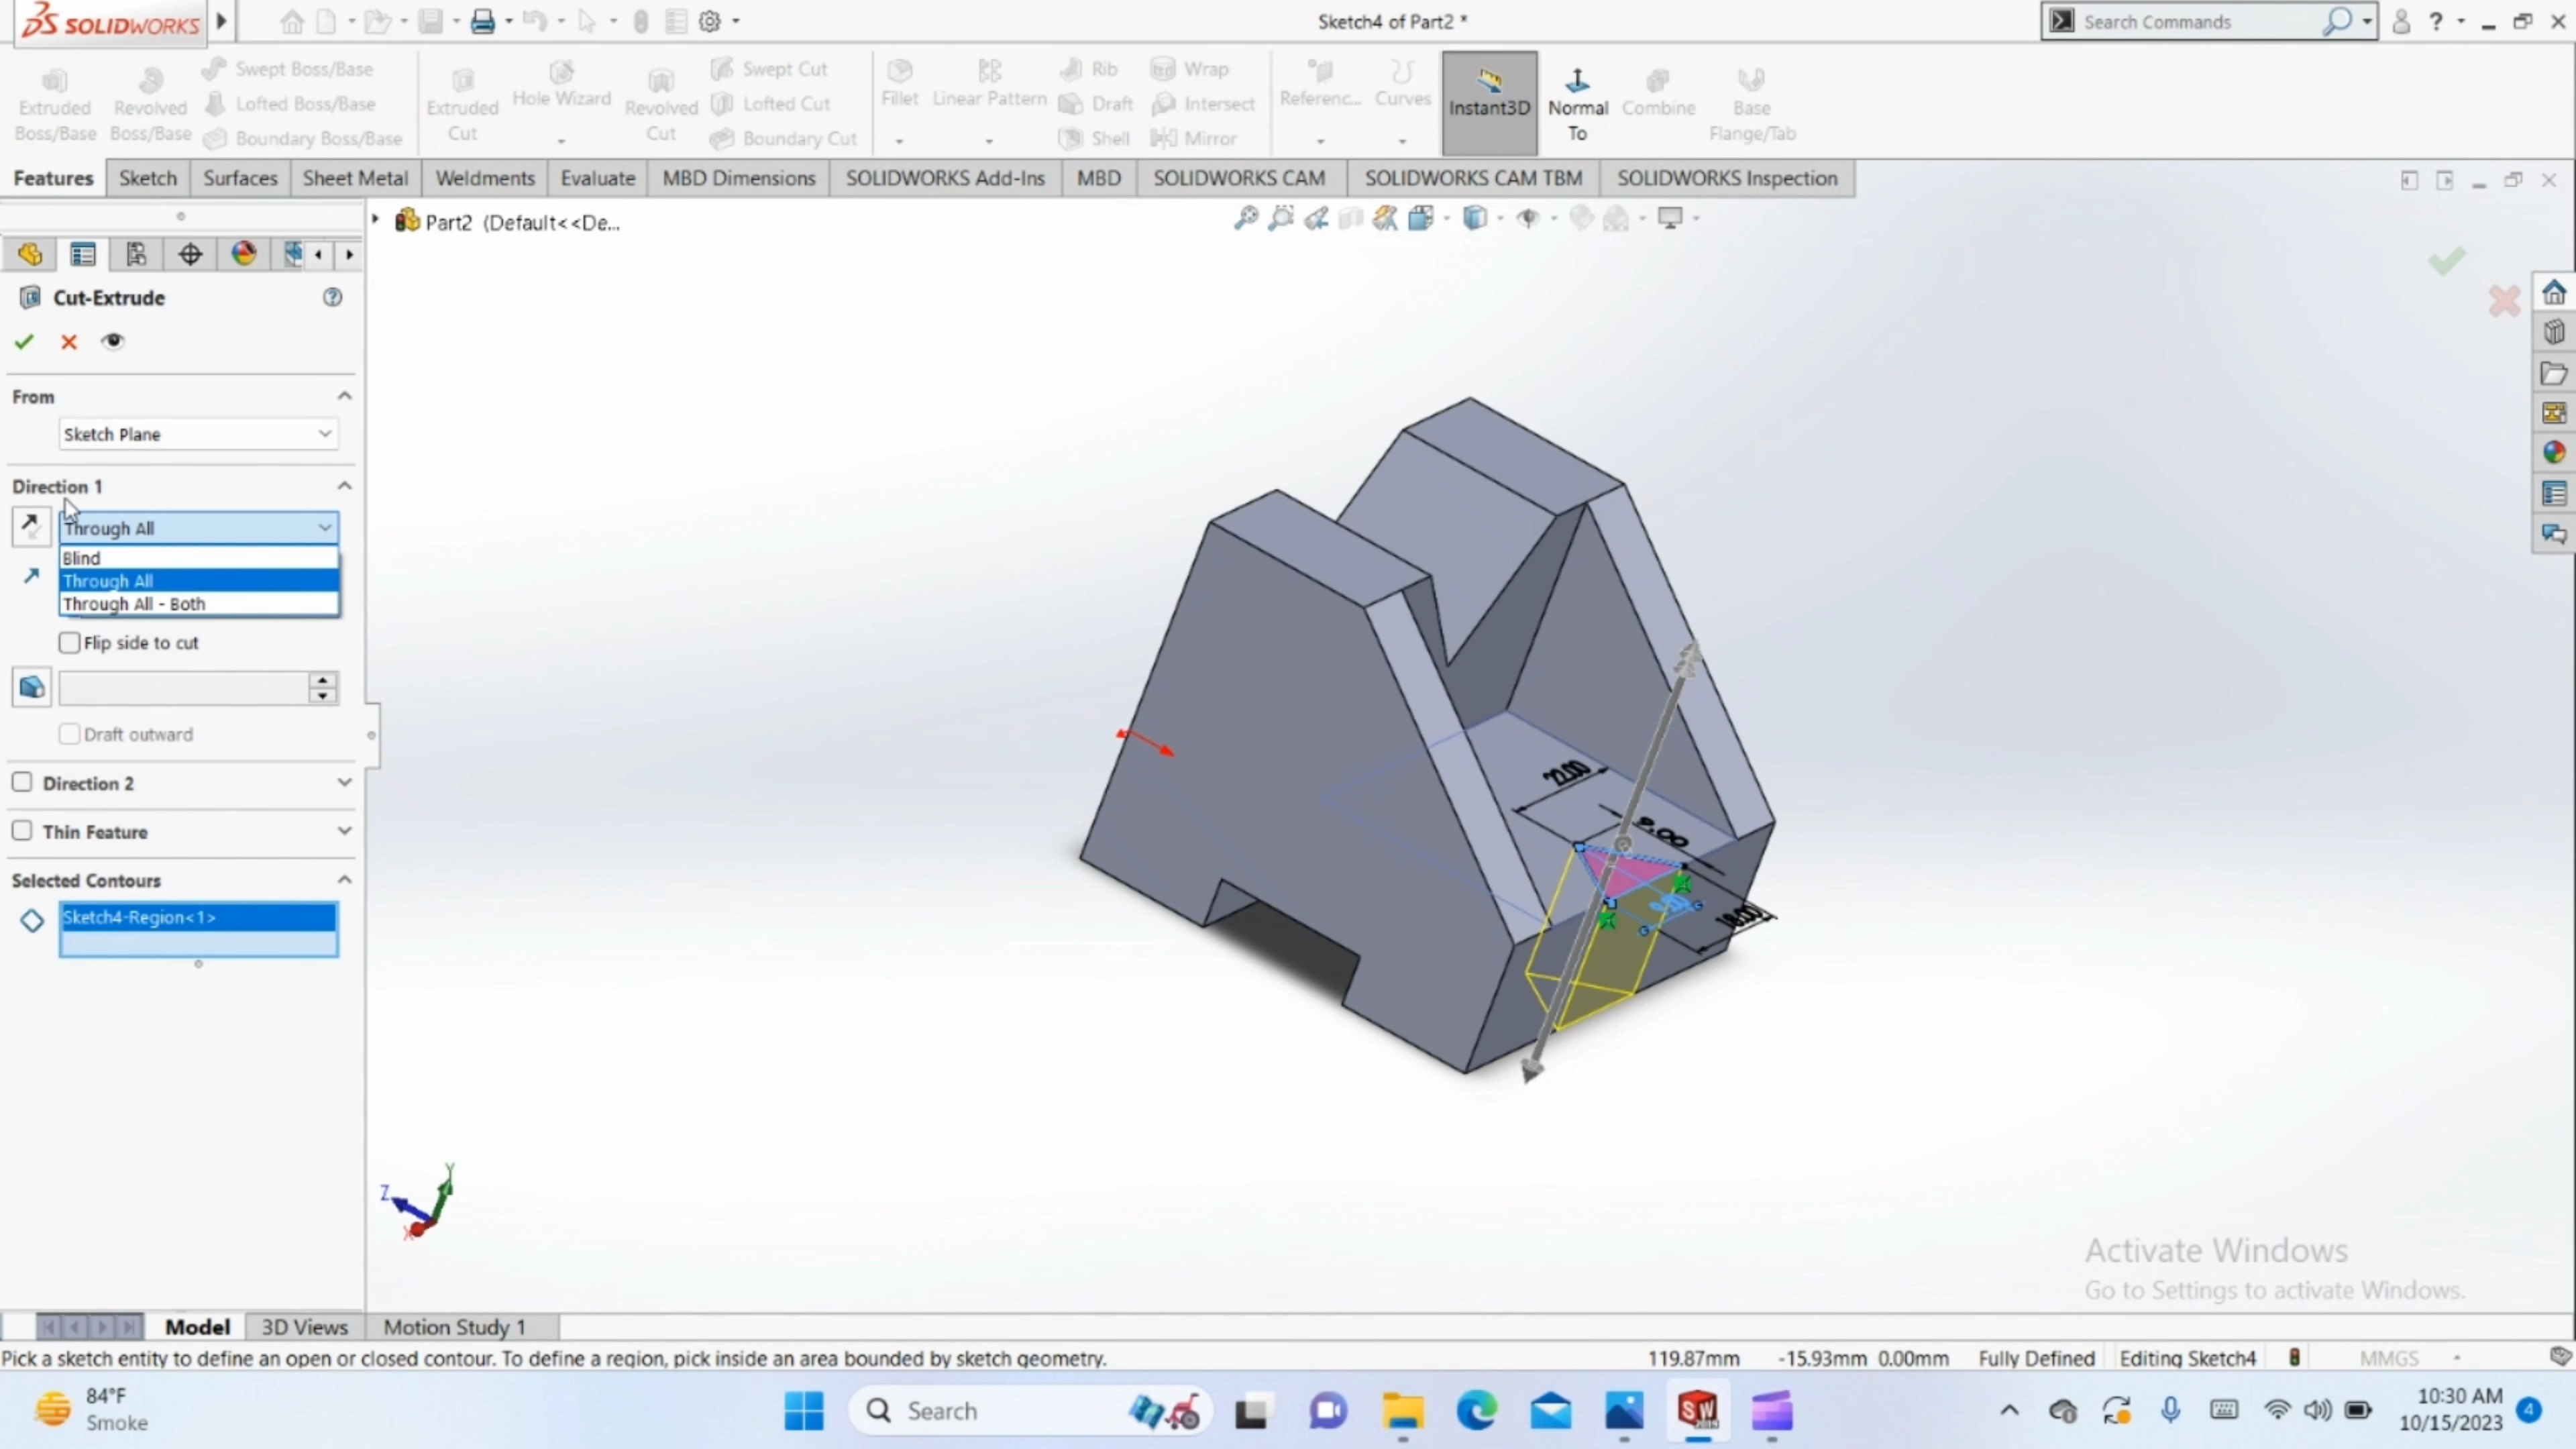 SOLIDWORKS
Sketch4 of Part2 *
Search Commands
?
Extruded Boss/Base
Revolved Boss/Base
Swept Boss/Base
Lofted Boss/Base
Boundary Boss/Base
Extruded Cut
Hole Wizard
Revolved Cut
Swept Cut
Lofted Cut
Boundary Cut
Fillet
Linear Pattern
Rib
Draft
Shell
Wrap
Intersect
Mirror
Referenc...
Curves
Instant3D
Normal To
Combine
Base Flange/Tab
Features
Sketch
Surfaces
Sheet Metal
Weldments
Evaluate
MBD Dimensions
SOLIDWORKS Add-Ins
MBD
SOLIDWORKS CAM
SOLIDWORKS CAM TBM
SOLIDWORKS Inspection
Part2 (Default<<De...
Cut-Extrude
From
Sketch Plane
Direction 1
Through All
Blind
Through All
Through All - Both
Flip side to cut
Draft outward
Direction 2
Thin Feature
Selected Contours
Sketch4-Region<1>
22.00
18.00
Y
Z
X
Activate Windows
Go to Settings to activate Windows.
Model
3D Views
Motion Study 1
Pick a sketch entity to define an open or closed contour. To define a region, pick inside an area bounded by sketch geometry.
119.87mm
-15.93mm 0.00mm
Fully Defined
Editing Sketch4
MMGS
84°F
Smoke
Search
SW
2019
10:30 AM
10/15/2023
4